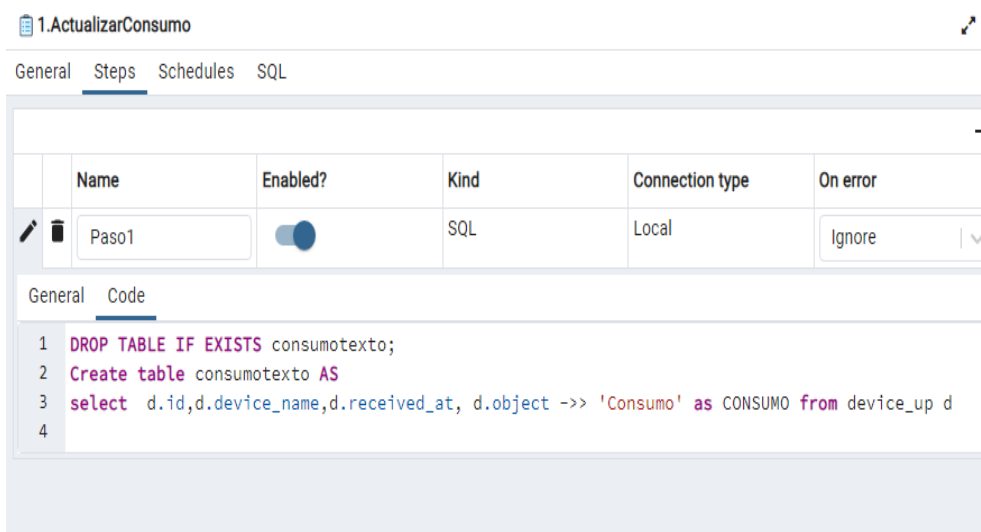 1.ActualizarConsumo
General Steps Schedules SQL
Name Enabled? Kind Connection type On error
Paso1 SQL Local Ignore
General Code
1 DROP TABLE IF EXISTS consumotexto;
2 Create table consumotexto AS
3 select  d.id,d.device_name,d.received_at, d.object ->> 'Consumo' as CONSUMO from device_up d
4